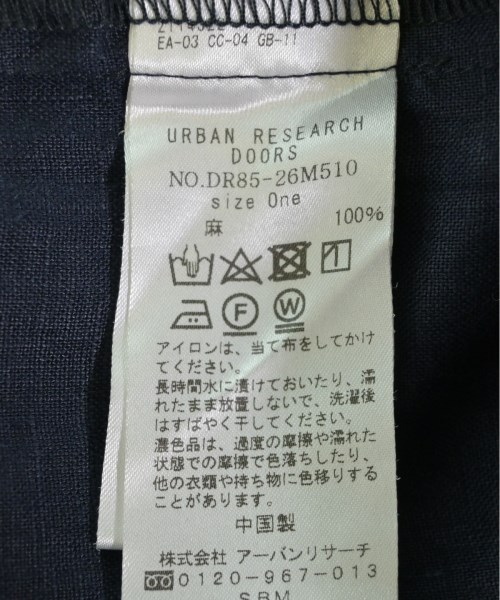 EA-03 CC-04 GB-11
URBAN RESEARCH
DOORS
NO.DR85-26M510
size One
麻 100%
F W
アイロンは、当て布をしてかけ
てください。
長時間水に漬けておいたり、濡
れたまま放置しないで、洗濯後
はすばやく干してください。
濃色品は、過度の摩擦や濡れた
状態での摩擦で色落ちしたり、
他の衣類や持ち物に色移りする
ことがあります。
中国製
株式会社 アーバンリサーチ
0120-967-013
SBM